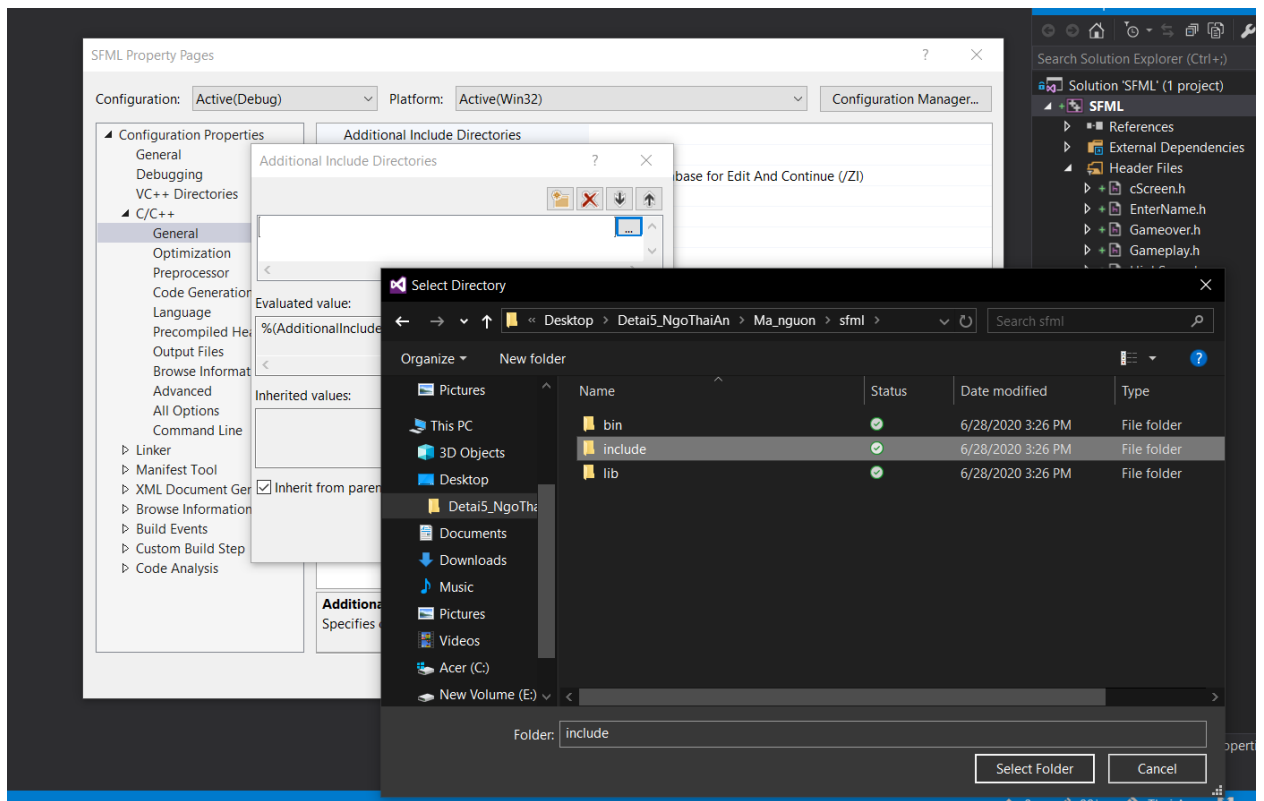 SFML Property Pages ? ×
Configuration: Active(Debug) Platform: Active(Win32) Configuration Manager...
Configuration Properties
General
Debugging
VC++ Directories
C/C++
General
Optimization
Preprocessor
Code Generation
Language
Precompiled Hea
Output Files
Browse Informat
Advanced
All Options
Command Line
Linker
Manifest Tool
XML Document Ger
Browse Information
Build Events
Custom Build Step
Code Analysis
Additional Include Directories
base for Edit And Continue (/ZI)
Additiona
Specifies
Additional Include Directories ? ×
...
Evaluated value:
%(AdditionalInclude
Inherited values:
Inherit from paren
Select Directory
« Desktop > Detai5_NgoThaiAn > Ma_nguon > sfml > Search sfml
Organize New folder ?
Pictures
This PC
3D Objects
Desktop
Detai5_NgoTha
Documents
Downloads
Music
Pictures
Videos
Acer (C:)
New Volume (E:)
Name Status Date modified Type
bin 6/28/2020 3:26 PM File folder
include 6/28/2020 3:26 PM File folder
lib 6/28/2020 3:26 PM File folder
Folder: include
Select Folder Cancel
Search Solution Explorer (Ctrl+;)
Solution 'SFML' (1 project)
SFML
References
External Dependencies
Header Files
cScreen.h
EnterName.h
Gameover.h
Gameplay.h
operti